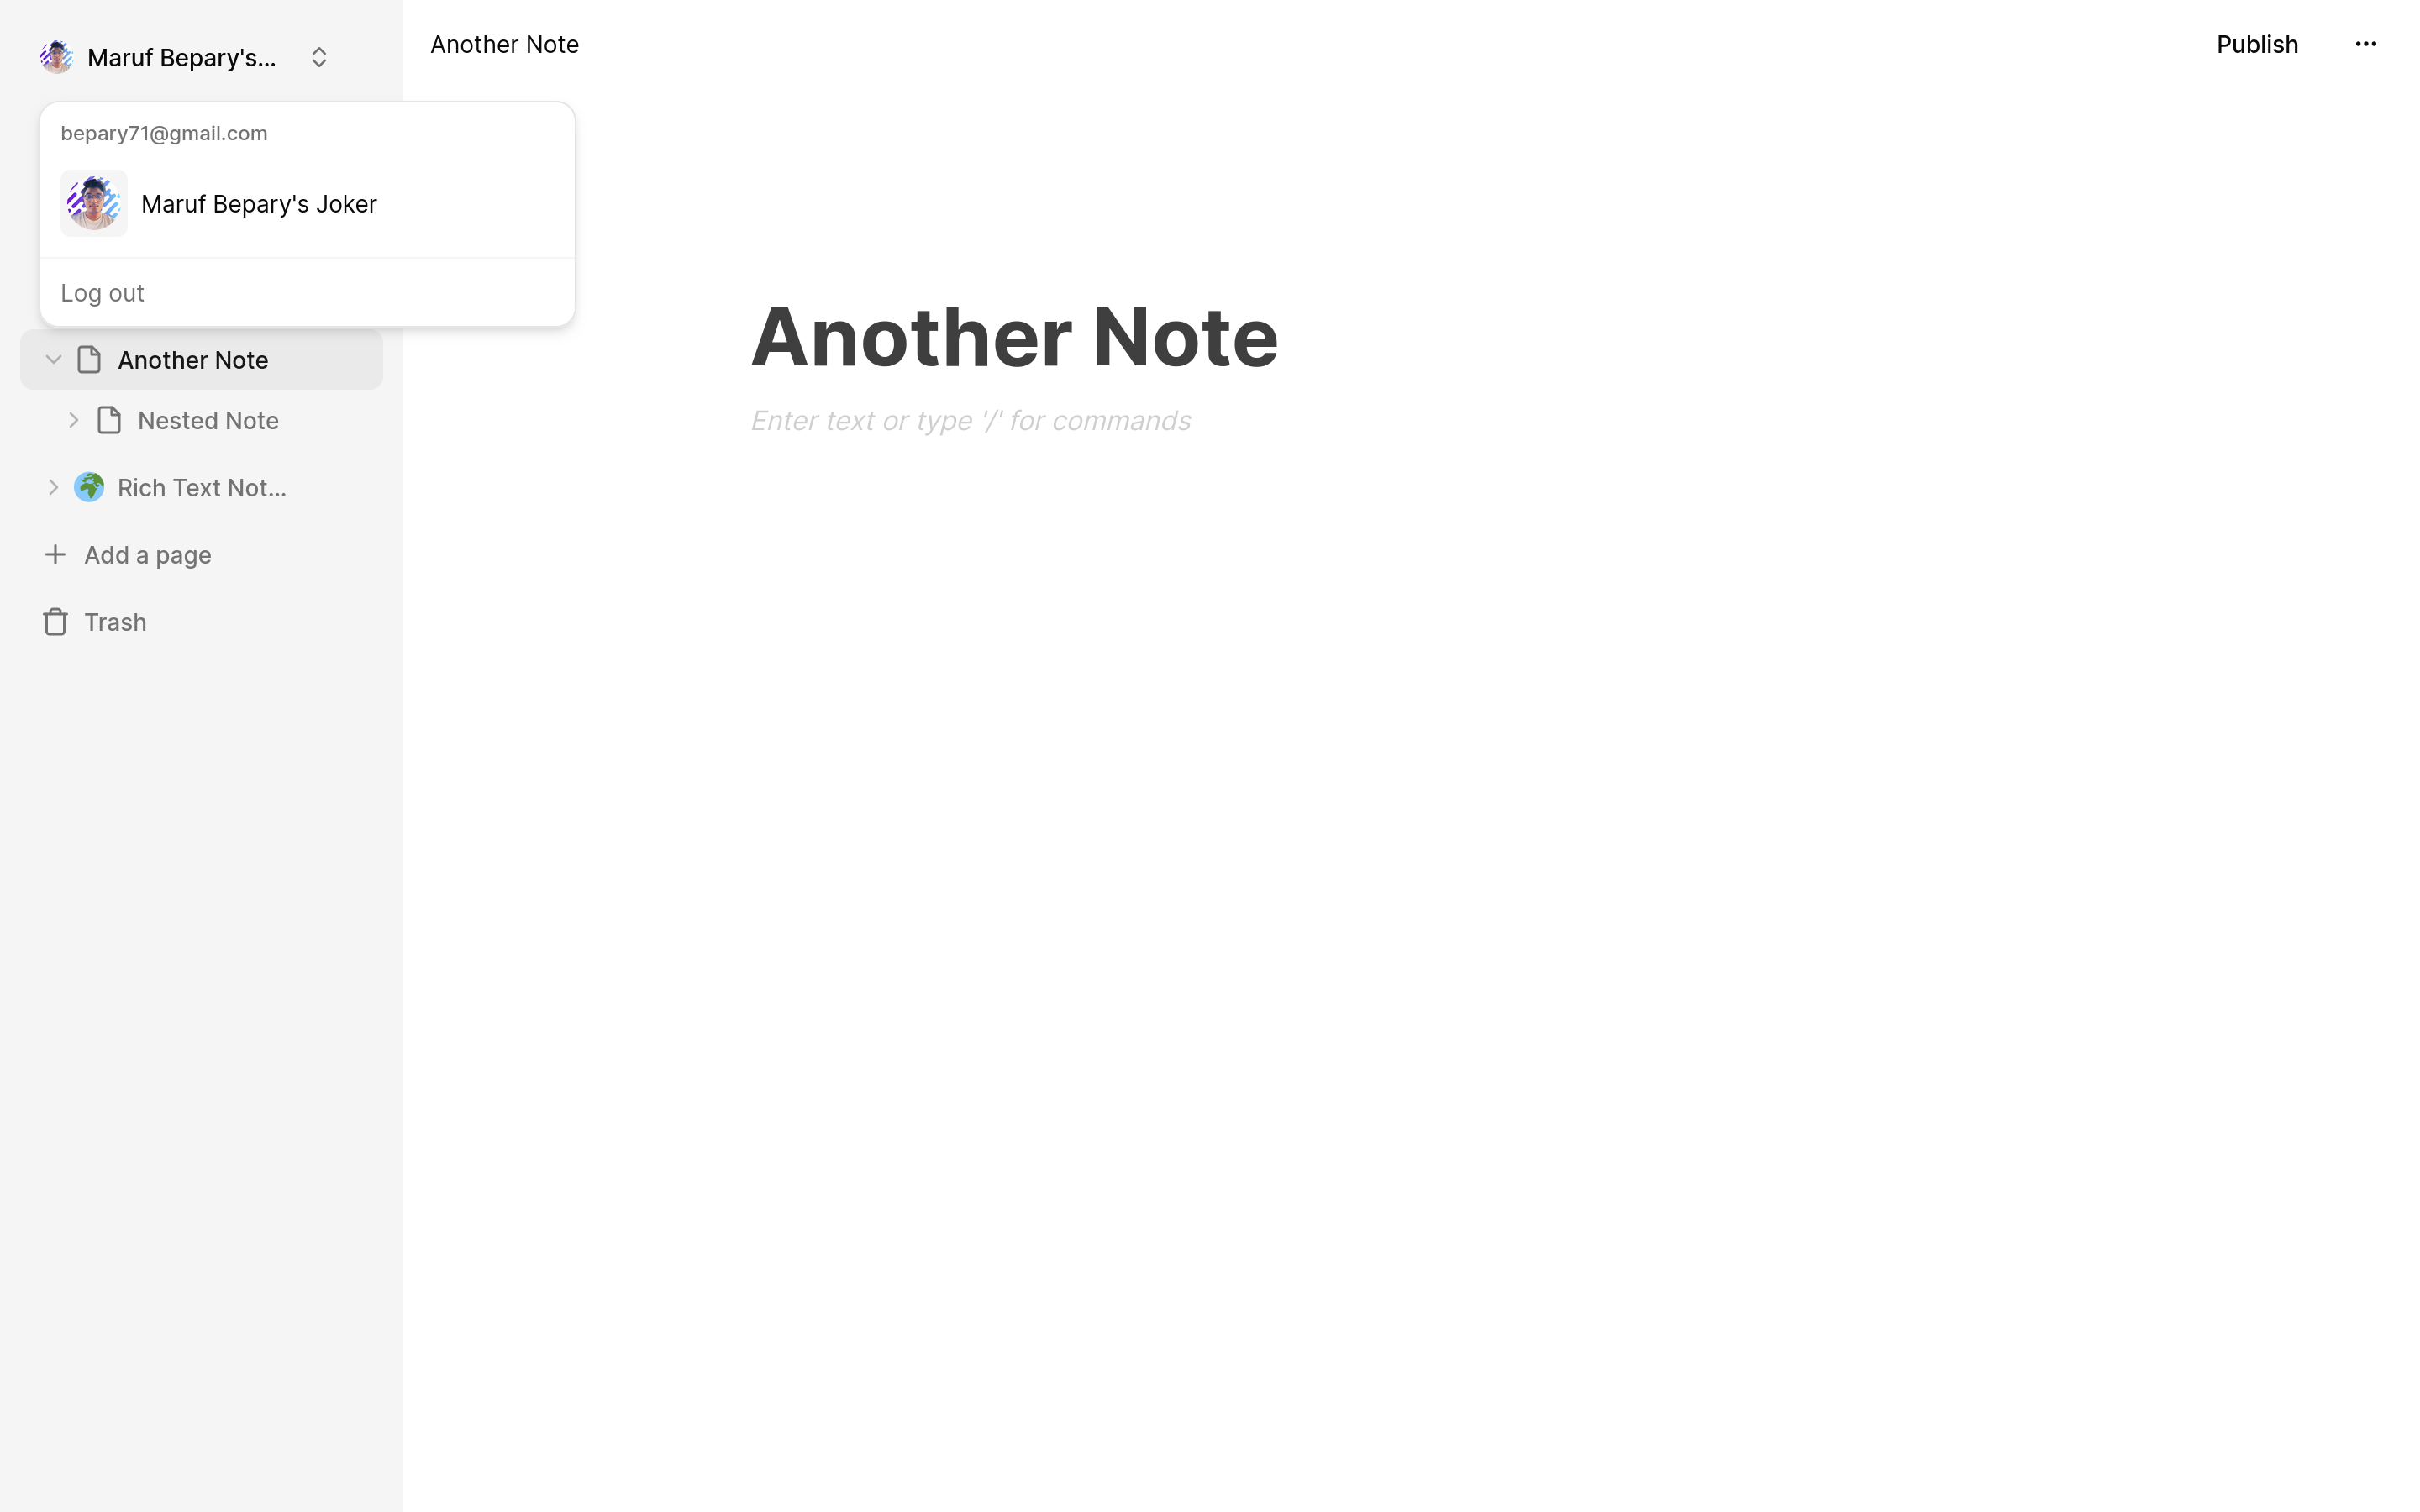 Maruf Bepary's...
Another Note
Publish
bepary71@gmail.com
Maruf Bepary's Joker
Log out
Another Note
Nested Note
Rich Text Not...
Add a page
Trash
Another Note
Enter text or type '/' for commands